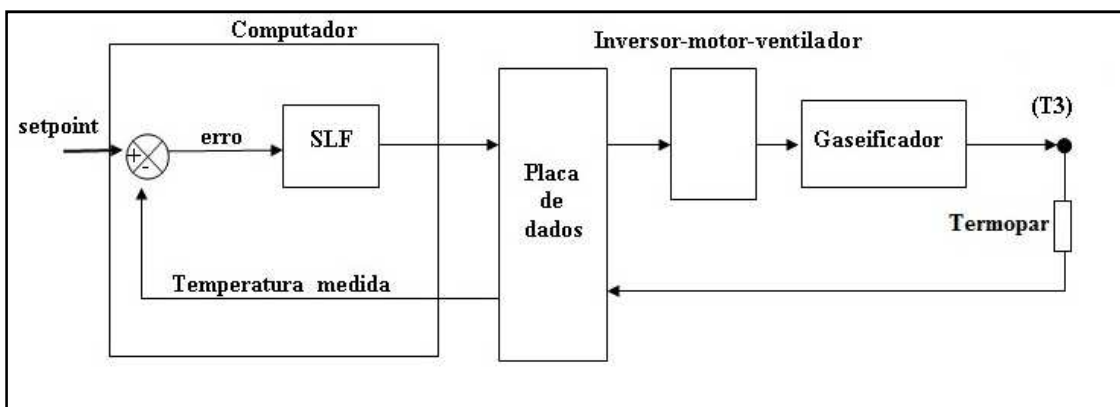 Computador
Inversor-motor-ventilador
setpoint
+
-
erro
SLF
Placa
de
dados
Gaseificador
(T3)
Termopar
Temperatura medida